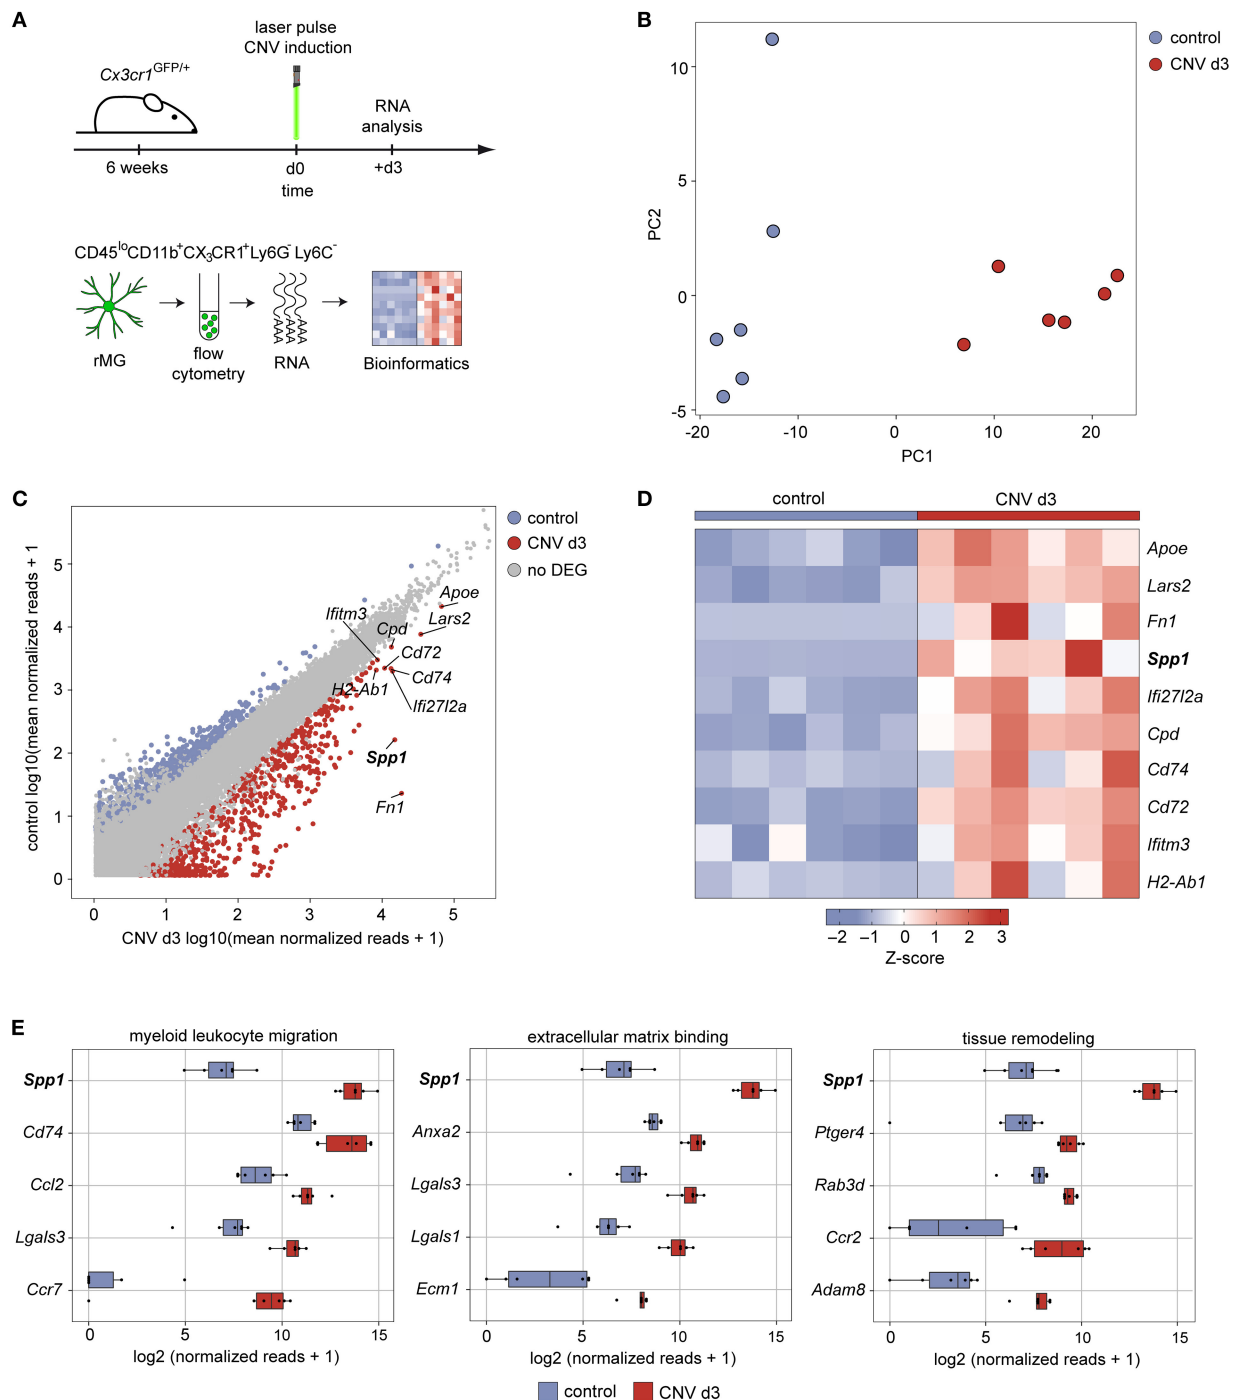 A
laser pulse
CNV induction
Cx3cr1GFP/+
RNA
analysis
6 weeks
d0
+d3
time
CD45loCD11b+CX3CR1+Ly6G-Ly6C-
rMG
flow
cytometry
RNA
Bioinformatics
B
control
CNV d3
10
5
0
-5
PC2
-20
-10
0
10
20
PC1
C
control
CNV d3
no DEG
control log10(mean normalized reads + 1)
5
4
3
2
1
0
Apoe
Ifitm3
Lars2
Cpd
Cd72
Cd74
H2-Ab1
Ifi27l2a
Spp1
Fn1
0
1
2
3
4
5
CNV d3 log10(mean normalized reads + 1)
D
control
CNV d3
Apoe
Lars2
Fn1
Spp1
Ifi27l2a
Cpd
Cd74
Cd72
Ifitm3
H2-Ab1
−2
−1
0
1
2
3
Z-score
E
myeloid leukocyte migration
Spp1
Cd74
Ccl2
Lgals3
Ccr7
0
5
10
15
log2 (normalized reads + 1)
extracellular matrix binding
Spp1
Anxa2
Lgals3
Lgals1
Ecm1
0
5
10
15
log2 (normalized reads + 1)
tissue remodeling
Spp1
Ptger4
Rab3d
Ccr2
Adam8
0
5
10
15
log2 (normalized reads + 1)
control
CNV d3